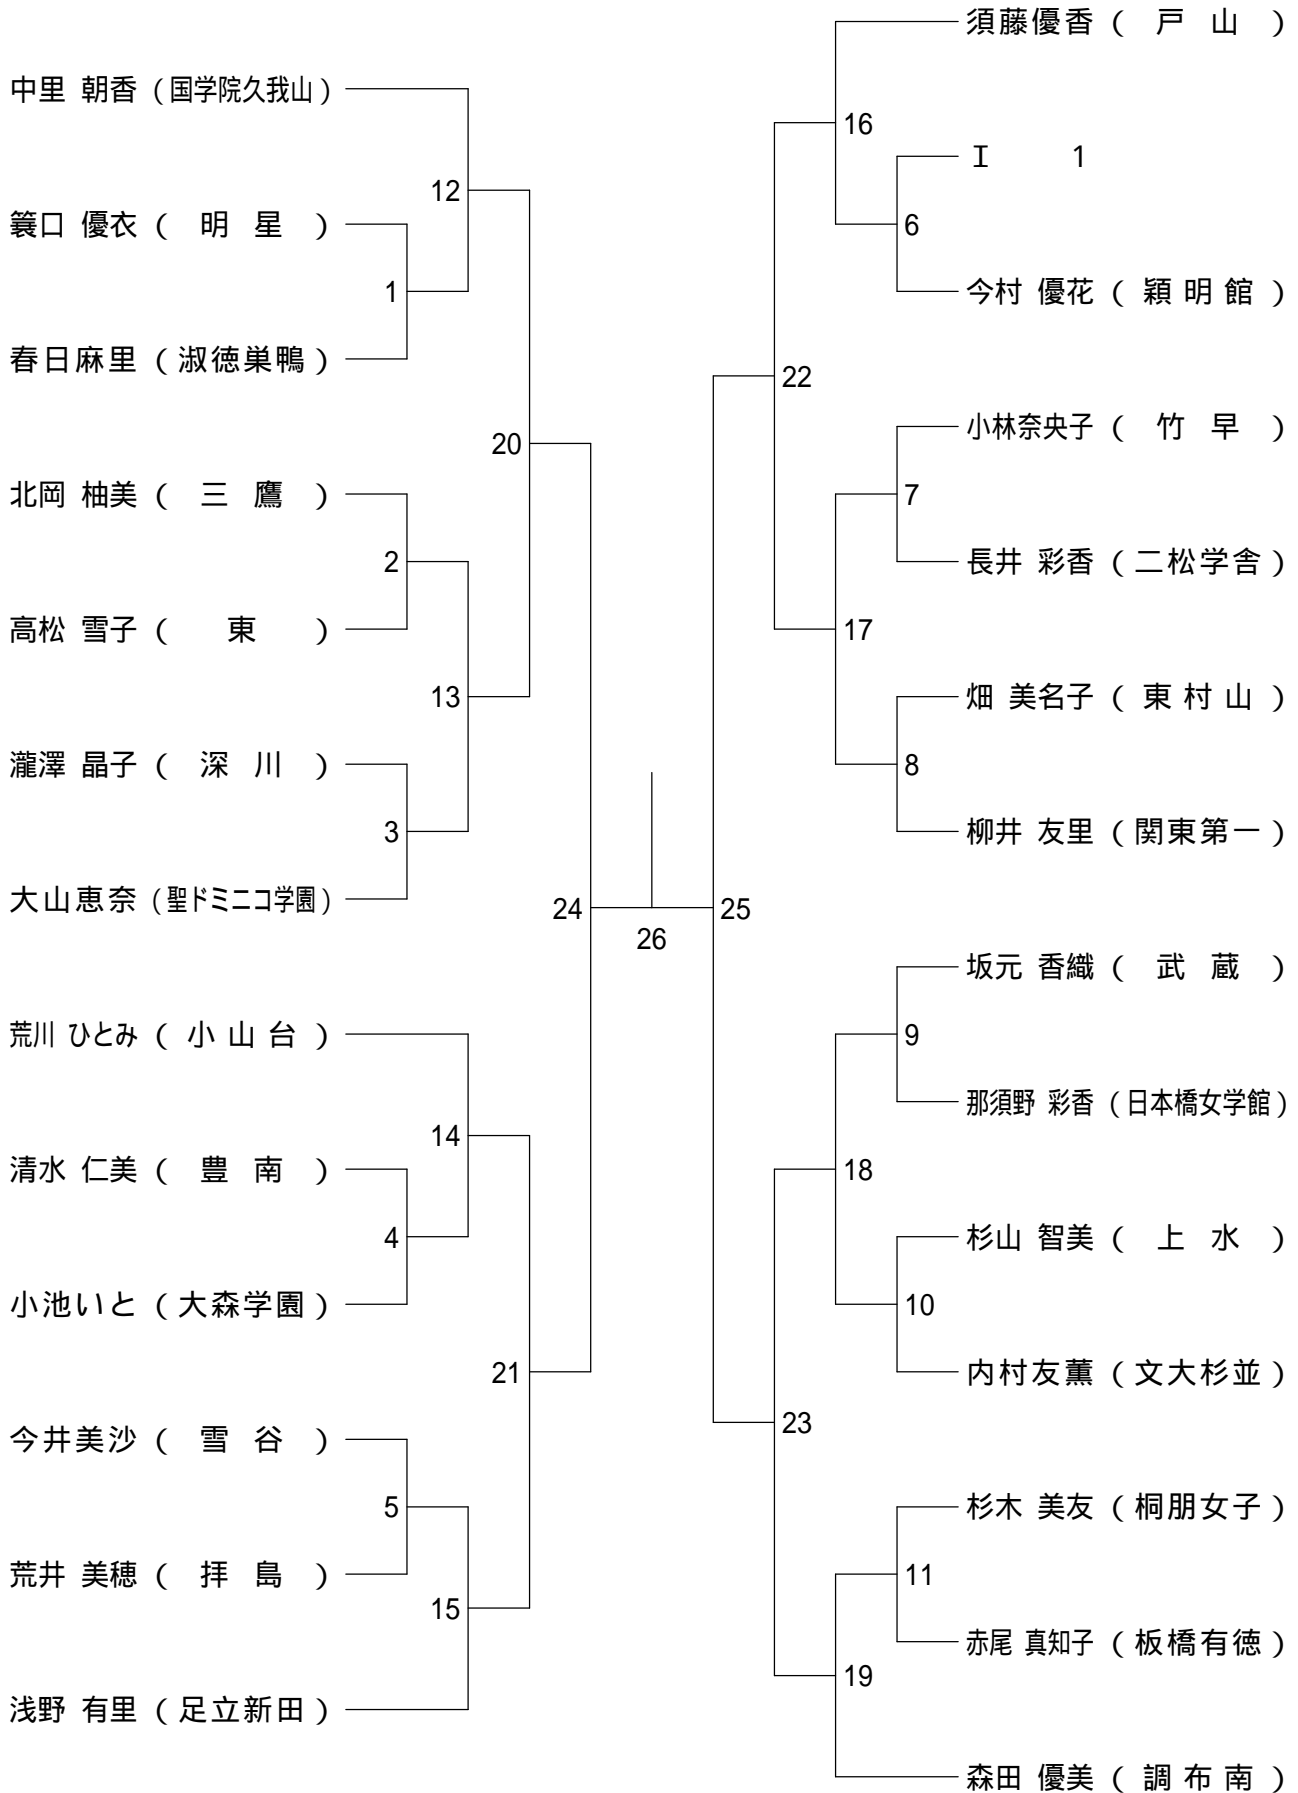 中里 朝香 (国学院久我山)
12
簑口 優衣 ( 明 星 )
1
春日麻里 (淑徳巣鴨)
20
北岡 柚美 ( 三 鷹 )
2
高松 雪子 ( 東 )
13
瀧澤 晶子 ( 深 川 )
3
大山恵奈 (聖ドミニコ学園)
24
荒川 ひとみ ( 小 山 台 )
14
清水 仁美 ( 豊 南 )
4
小池いと (大森学園)
21
今井美沙 ( 雪 谷 )
5
荒井 美穂 ( 拝 島 )
15
浅野 有里 (足立新田)
26
須藤優香 ( 戸 山 )
16
I 1
6
今村 優花 ( 穎 明 館 )
22
小林奈央子 ( 竹 早 )
7
長井 彩香 (二松学舎)
17
畑 美名子 ( 東 村 山 )
8
柳井 友里 (関東第一)
25
坂元 香織 ( 武 蔵 )
9
那須野 彩香 (日本橋女学館)
18
杉山 智美 ( 上 水 )
10
内村友薫 (文大杉並)
23
杉木 美友 (桐朋女子)
11
赤尾 真知子 (板橋有徳)
19
森田 優美 ( 調 布 南 )